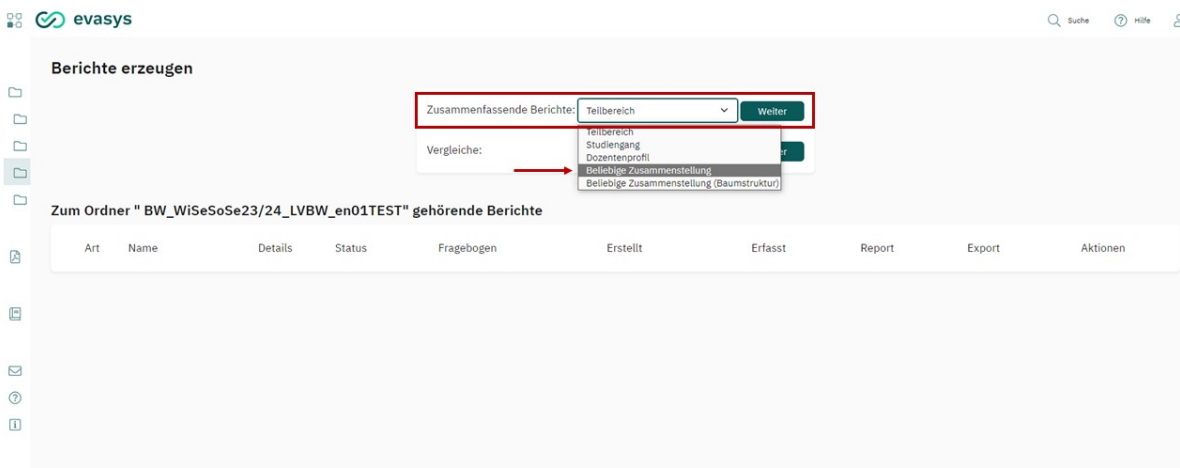 evasys
Suche
Hilfe
Berichte erzeugen
Zusammenfassende Berichte:
Teilbereich
Weiter
Teilbereich
Studiengang
Dozentenprofil
Beliebige Zusammenstellung
Beliebige Zusammenstellung (Baumstruktur)
Vergleiche:
Zum Ordner " BW_WiSeSoSe23/24_LVBW_en01TEST" gehörende Berichte
Art Name Details Status Fragebogen Erstellt Erfasst Report Export Aktionen